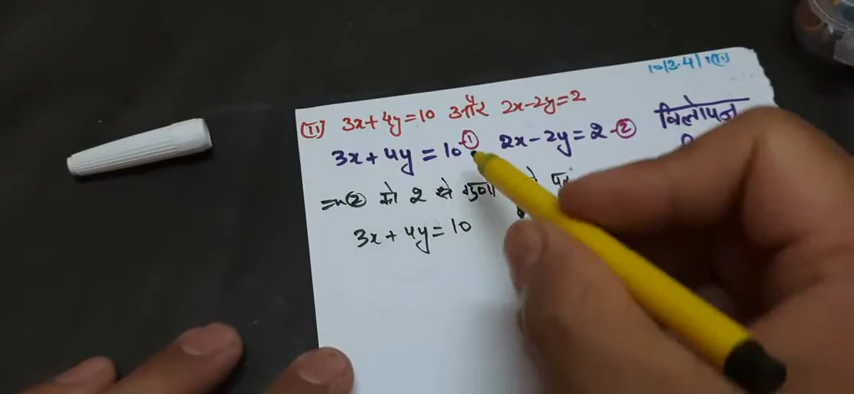 10/3.4/1(ii)
(ii) 3x+4y=10 और 2x-2y=2
विलोपन
3x+4y=10-① 2x-2y=2-②
② को 2 से गुणा
3x+4y=10